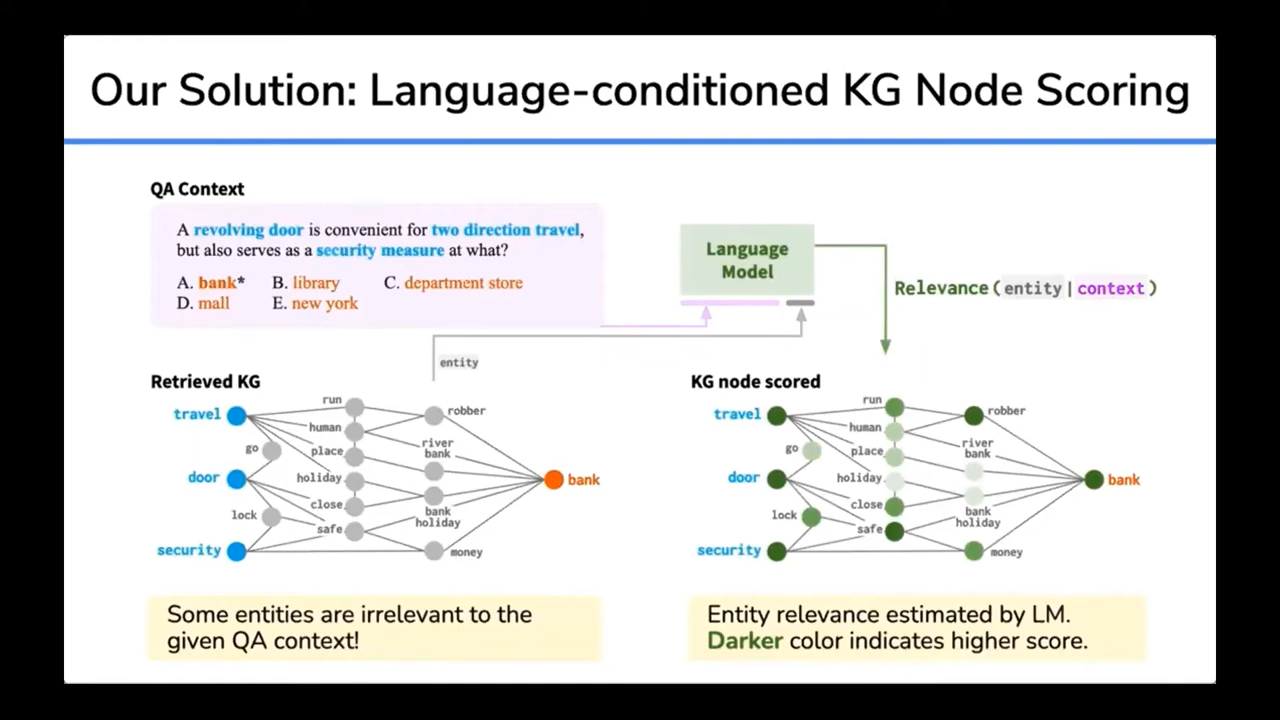 Our Solution: Language-conditioned KG Node Scoring
QA Context
A revolving door is convenient for two direction travel,
but also serves as a security measure at what?
A. bank* B. library C. department store
D. mall E. new york
Language
Model
Relevance(entity|context)
entity
Retrieved KG
travel
door
security
go
lock
run
human
place
holiday
close
safe
robber
river
bank
bank
holiday
money
bank
KG node scored
travel
door
security
go
lock
run
human
place
holiday
close
safe
robber
river
bank
bank
holiday
money
bank
Some entities are irrelevant to the
given QA context!
Entity relevance estimated by LM.
Darker color indicates higher score.